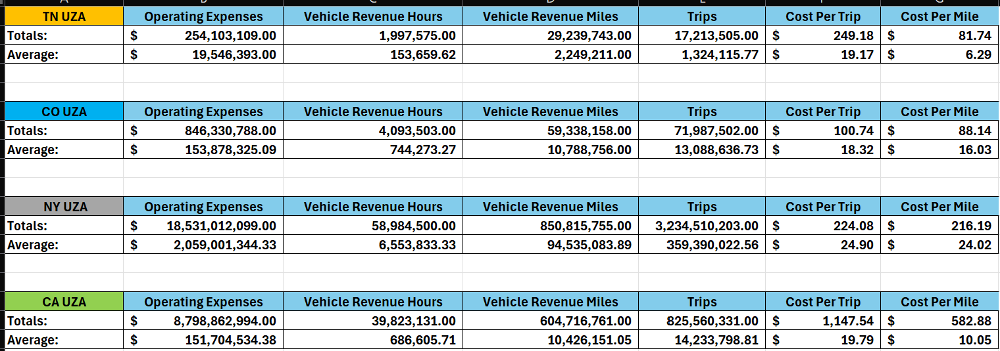 TN UZA Operating Expenses Vehicle Revenue Hours Vehicle Revenue Miles Trips Cost Per Trip Cost Per Mile
Totals: $ 254,103,109.00 1,997,575.00 29,239,743.00 17,213,505.00 $ 249.18 $ 81.74
Average: $ 19,546,393.00 153,659.62 2,249,211.00 1,324,115.77 $ 19.17 $ 6.29
CO UZA Operating Expenses Vehicle Revenue Hours Vehicle Revenue Miles Trips Cost Per Trip Cost Per Mile
Totals: $ 846,330,788.00 4,093,503.00 59,338,158.00 71,987,502.00 $ 100.74 $ 88.14
Average: $ 153,878,325.09 744,273.27 10,788,756.00 13,088,636.73 $ 18.32 $ 16.03
NY UZA Operating Expenses Vehicle Revenue Hours Vehicle Revenue Miles Trips Cost Per Trip Cost Per Mile
Totals: $ 18,531,012,099.00 58,984,500.00 850,815,755.00 3,234,510,203.00 $ 224.08 $ 216.19
Average: $ 2,059,001,344.33 6,553,833.33 94,535,083.89 359,390,022.56 $ 24.90 $ 24.02
CA UZA Operating Expenses Vehicle Revenue Hours Vehicle Revenue Miles Trips Cost Per Trip Cost Per Mile
Totals: $ 8,798,862,994.00 39,823,131.00 604,716,761.00 825,560,331.00 $ 1,147.54 $ 582.88
Average: $ 151,704,534.38 686,605.71 10,426,151.05 14,233,798.81 $ 19.79 $ 10.05